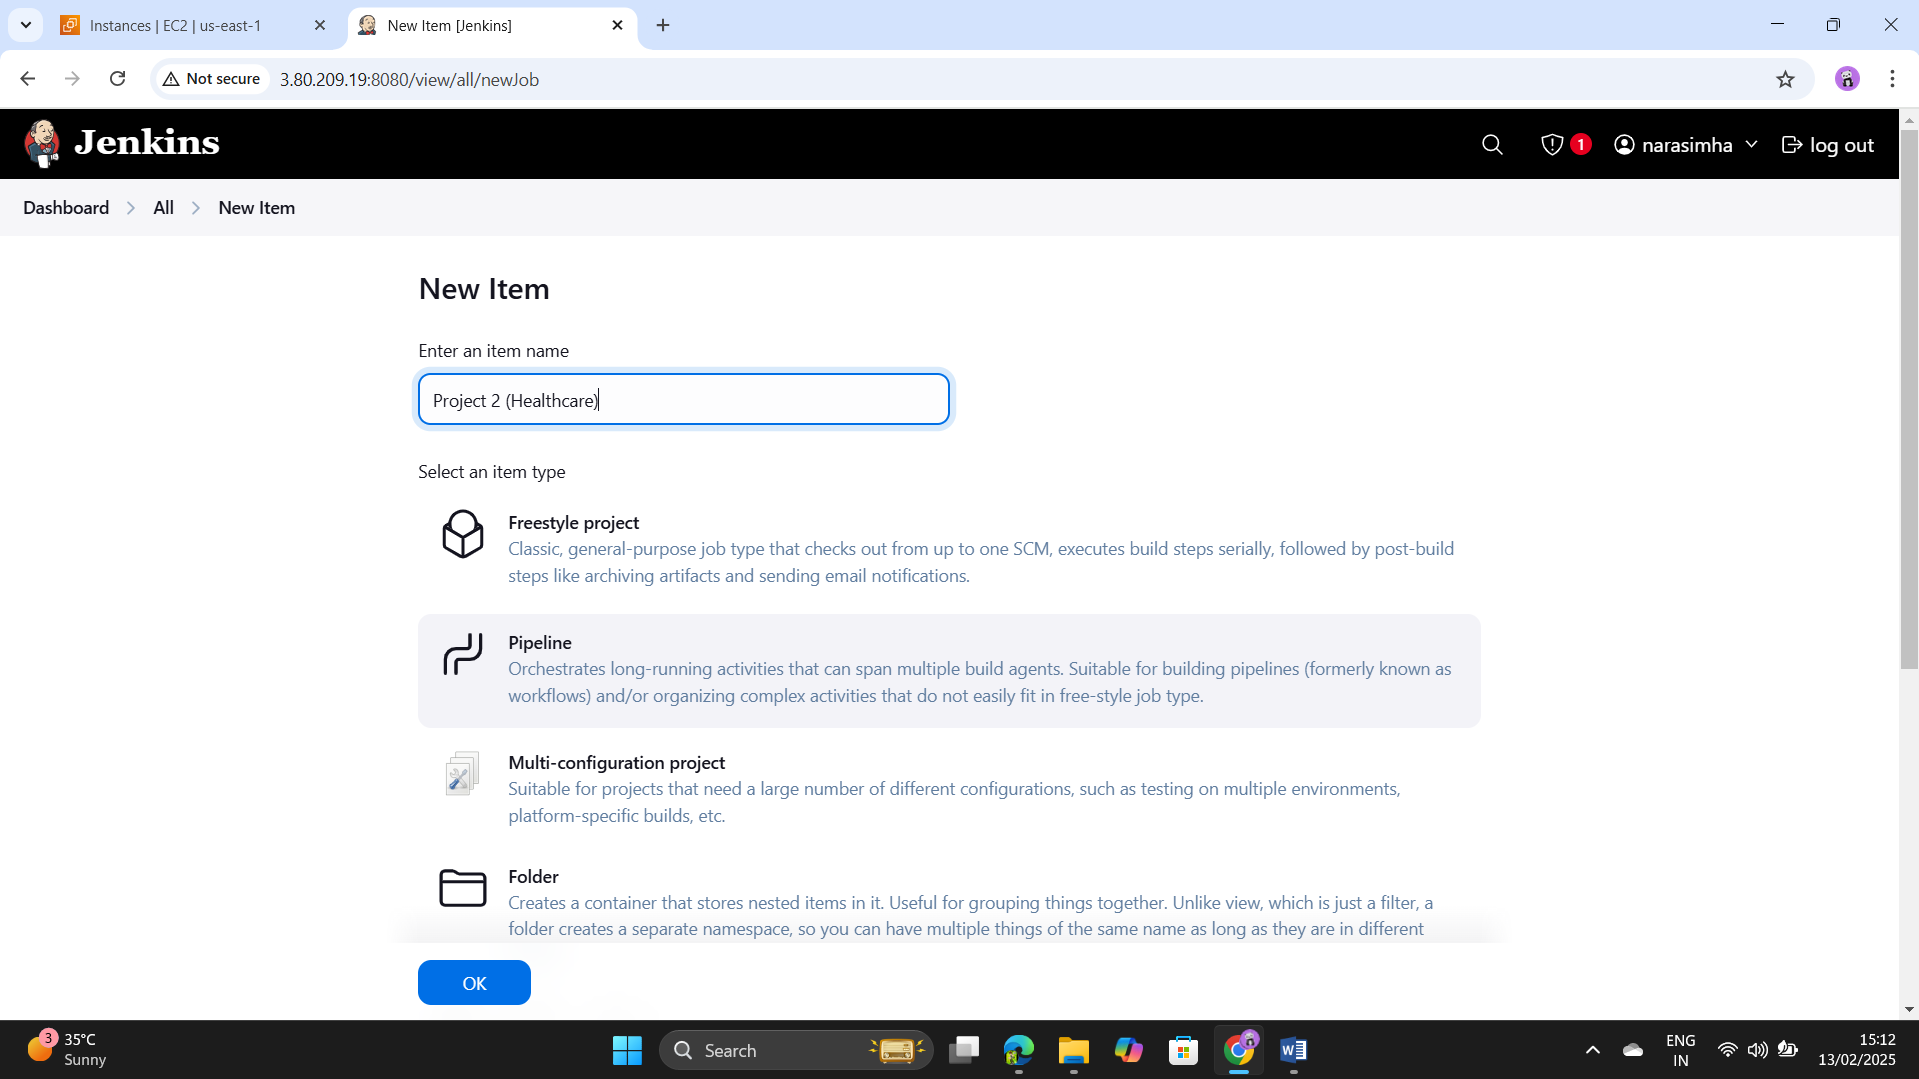 Instances | EC2 | us-east-1
New Item [Jenkins]
Not secure
3.80.209.19:8080/view/all/newJob
Jenkins
1
narasimha
log out
Dashboard
All
New Item
New Item
Enter an item name
Project 2 (Healthcare)
Select an item type
Freestyle project
Classic, general-purpose job type that checks out from up to one SCM, executes build steps serially, followed by post-build
steps like archiving artifacts and sending email notifications.
Pipeline
Orchestrates long-running activities that can span multiple build agents. Suitable for building pipelines (formerly known as
workflows) and/or organizing complex activities that do not easily fit in free-style job type.
Multi-configuration project
Suitable for projects that need a large number of different configurations, such as testing on multiple environments,
platform-specific builds, etc.
Folder
Creates a container that stores nested items in it. Useful for grouping things together. Unlike view, which is just a filter, a
folder creates a separate namespace, so you can have multiple things of the same name as long as they are in different
OK
3
35°C
Sunny
Search
ENG
IN
15:12
13/02/2025